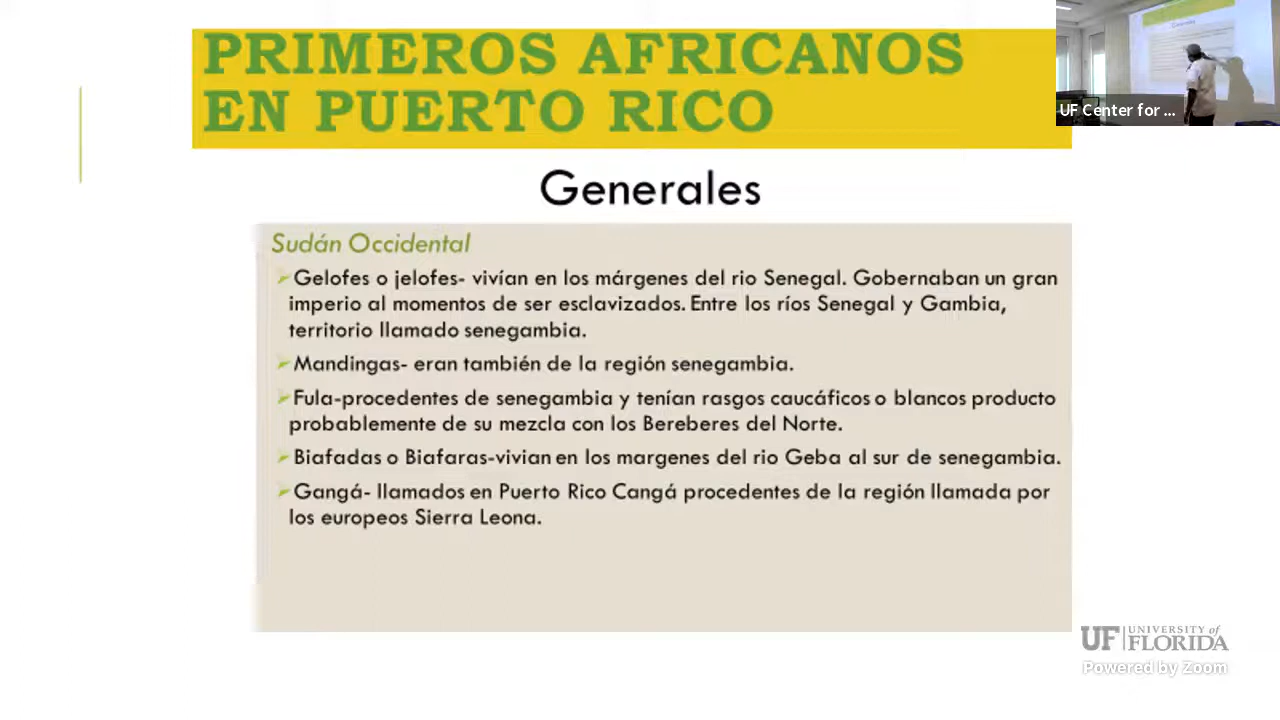 PRIMEROS AFRICANOS
EN PUERTO RICO
UF Center for ...
Generales
Sudán Occidental
Gelofes o jelofes- vivían en los márgenes del rio Senegal. Gobernaban un gran
imperio al momentos de ser esclavizados. Entre los ríos Senegal y Gambia,
territorio llamado senegambia.
Mandingas- eran también de la región senegambia.
Fula-procedentes de senegambia y tenían rasgos caucáficos o blancos producto
probablemente de su mezcla con los Bereberes del Norte.
Biafadas o Biafaras-vivian en los margenes del rio Geba al sur de senegambia.
Gangá- llamados en Puerto Rico Cangá procedentes de la región llamada por
los europeos Sierra Leona.
UF UNIVERSITY of
FLORIDA
Powered by Zoom